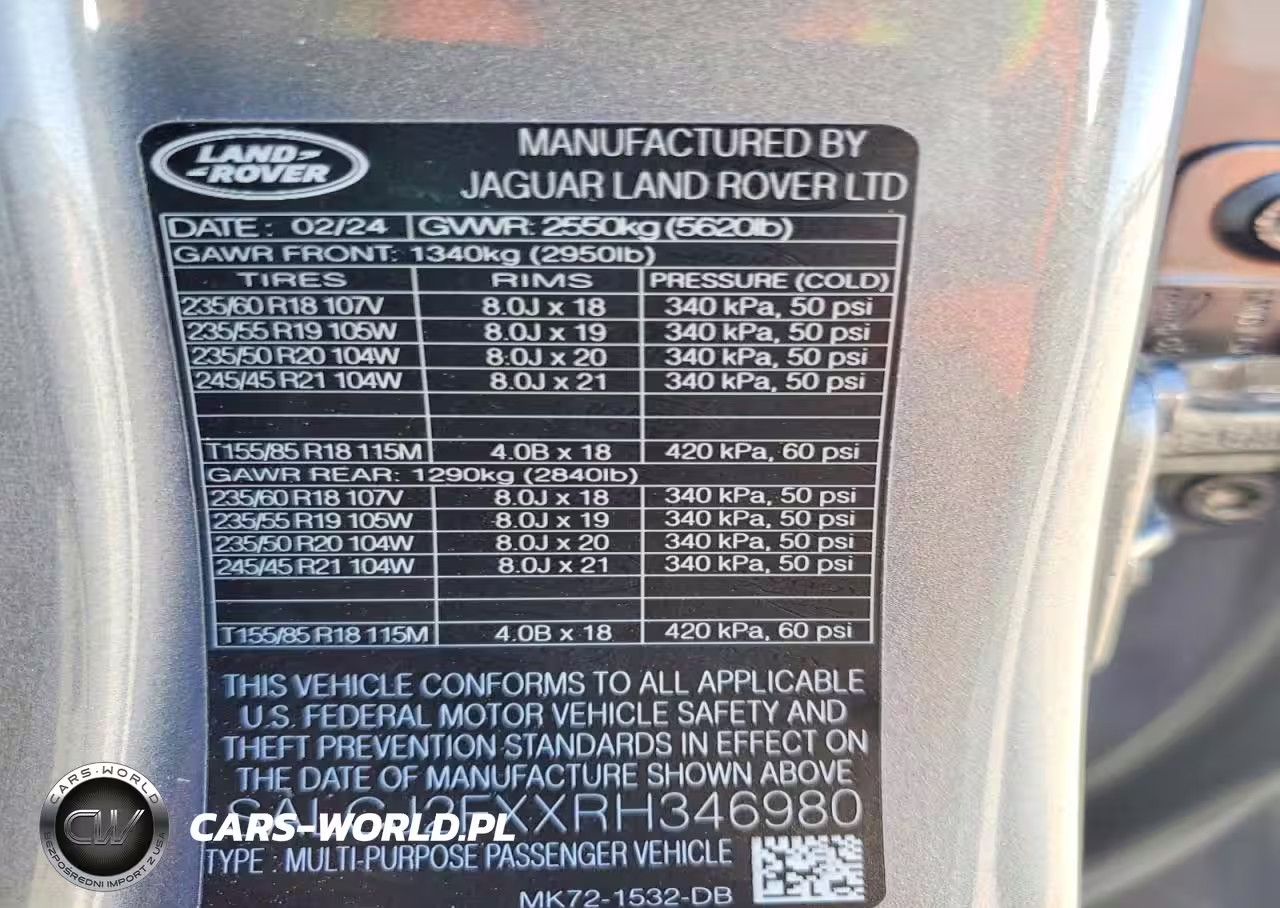 LAND-
-ROVER
MANUFACTURED BY
JAGUAR LAND ROVER LTD
DATE: 02/24 GVWR: 2550kg (5620lb)
GAWR FRONT: 1340kg (2950lb)
TIRES RIMS PRESSURE (COLD)
235/60 R18 107V 8.0J x 18 340 kPa, 50 psi
235/55 R19 105W 8.0J x 19 340 kPa, 50 psi
235/50 R20 104W 8.0J x 20 340 kPa, 50 psi
245/45 R21 104W 8.0J x 21 340 kPa, 50 psi
T155/85 R18 115M 4.0B x 18 420 kPa, 60 psi
GAWR REAR: 1290kg (2840lb)
235/60 R18 107V 8.0J x 18 340 kPa, 50 psi
235/55 R19 105W 8.0J x 19 340 kPa, 50 psi
235/50 R20 104W 8.0J x 20 340 kPa, 50 psi
245/45 R21 104W 8.0J x 21 340 kPa, 50 psi
T155/85 R18 115M 4.0B x 18 420 kPa, 60 psi
THIS VEHICLE CONFORMS TO ALL APPLICABLE
U.S. FEDERAL MOTOR VEHICLE SAFETY AND
THEFT PREVENTION STANDARDS IN EFFECT ON
THE DATE OF MANUFACTURE SHOWN ABOVE
TYPE: MULTI-PURPOSE PASSENGER VEHICLE
MK72-1532-DB
CARS-WORLD
CW
BEZPOŚREDNI IMPORT Z USA
CARS-WORLD.PL